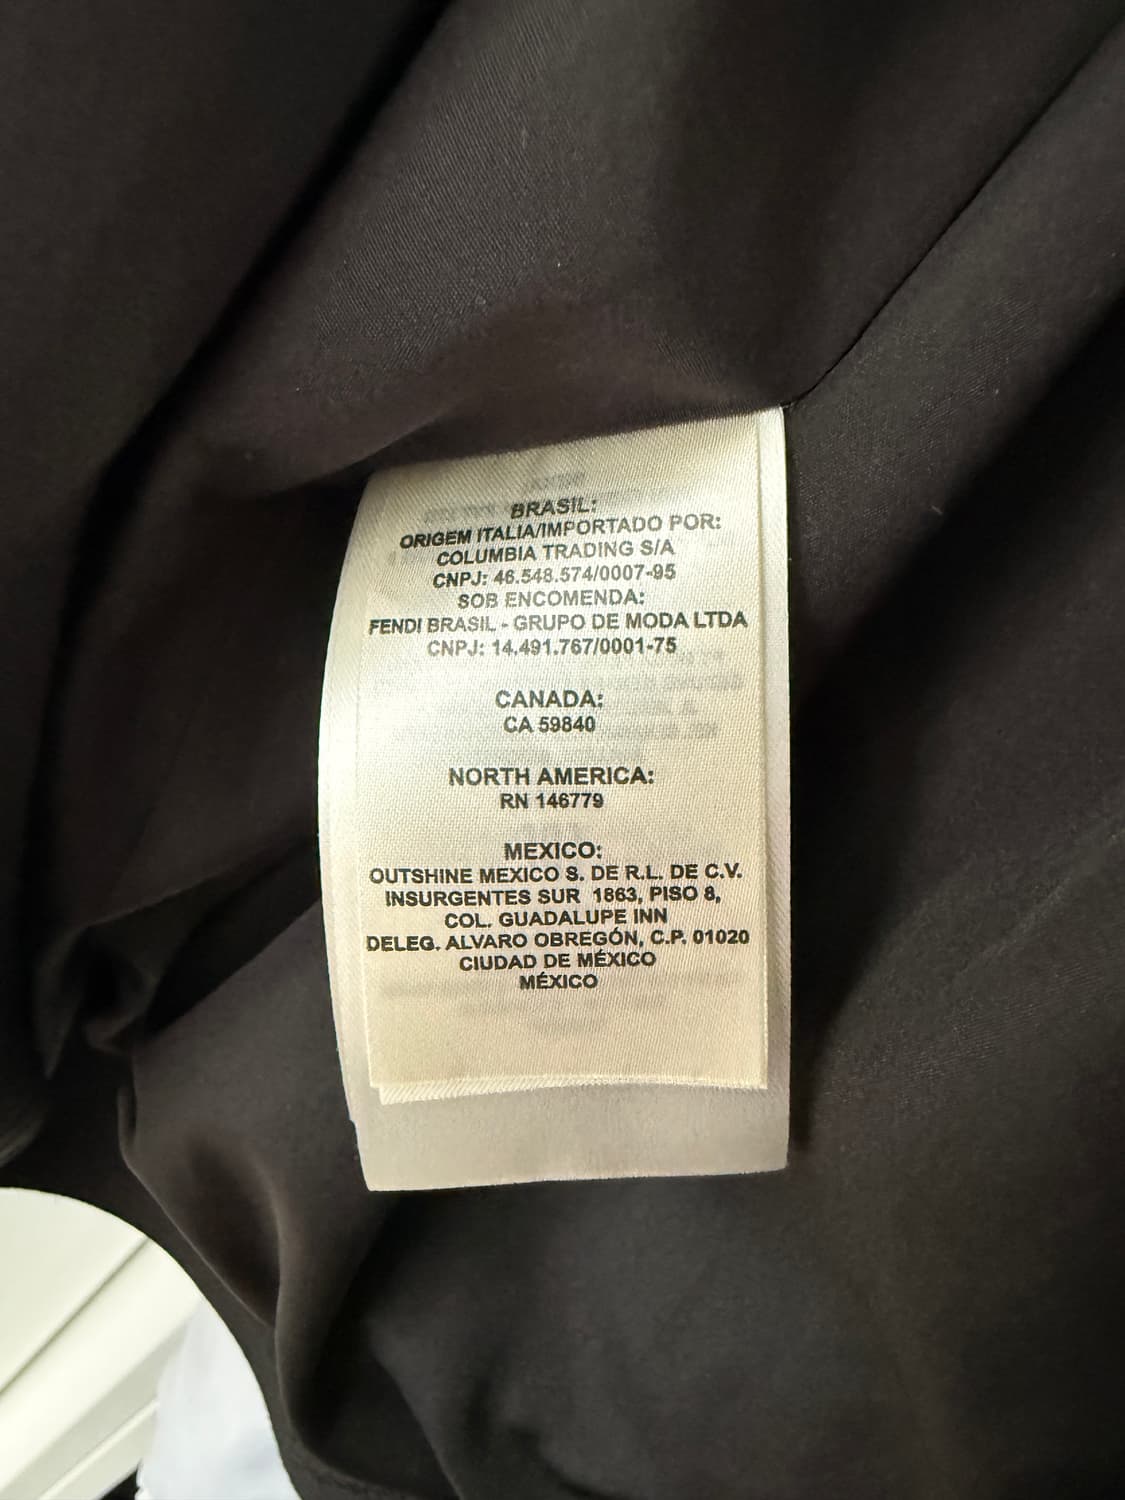 BRASIL:
ORIGEM ITALIA/IMPORTADO POR:
COLUMBIA TRADING S/A
CNPJ: 46.548.574/0007-95
SOB ENCOMENDA:
FENDI BRASIL - GRUPO DE MODA LTDA
CNPJ: 14.491.767/0001-75
CANADA:
CA 59840
NORTH AMERICA:
RN 146779
MEXICO:
OUTSHINE MEXICO S. DE R.L. DE C.V.
INSURGENTES SUR 1863, PISO 8,
COL. GUADALUPE INN
DELEG. ALVARO OBREGÓN, C.P. 01020
CIUDAD DE MÉXICO
MÉXICO